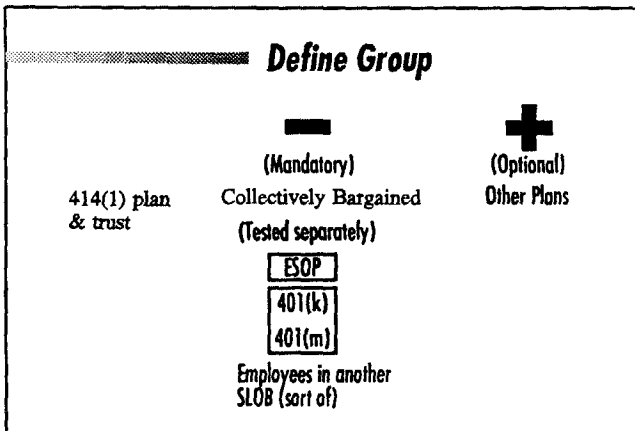 Define Group
(Mandatory)
(Optional)
414(1) plan
& trust
Collectively Bargained
Other Plans
(Tested separately)
ESOP
401(k)
401(m)
Employees in another
SLOB (sort of)